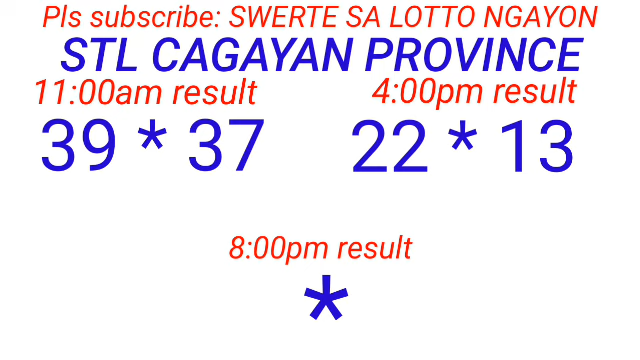 Pls subscribe: SWERTE SA LOTTO NGAYON
STL CAGAYAN PROVINCE
11:00am result 4:00pm result
39 * 37 22 * 13
8:00pm result
*